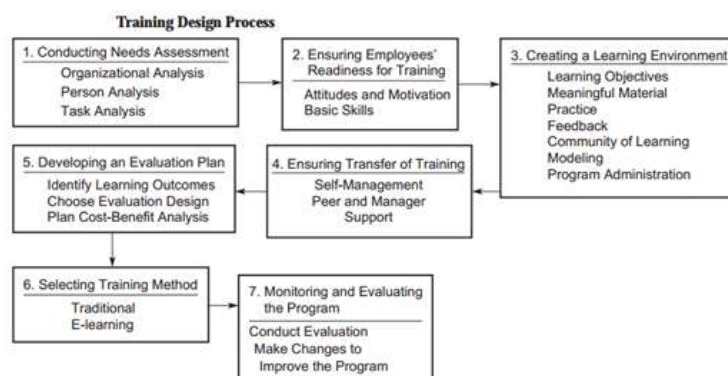 Training Design Process
1. Conducting Needs Assessment
Organizational Analysis
Person Analysis
Task Analysis
2. Ensuring Employees'
Readiness for Training
Attitudes and Motivation
Basic Skills
3. Creating a Learning Environment
Learning Objectives
Meaningful Material
Practice
Feedback
Community of Learning
Modeling
Program Administration
4. Ensuring Transfer of Training
Self-Management
Peer and Manager
Support
5. Developing an Evaluation Plan
Identify Learning Outcomes
Choose Evaluation Design
Plan Cost-Benefit Analysis
6. Selecting Training Method
Traditional
E-learning
7. Monitoring and Evaluating
the Program
Conduct Evaluation
Make Changes to
Improve the Program